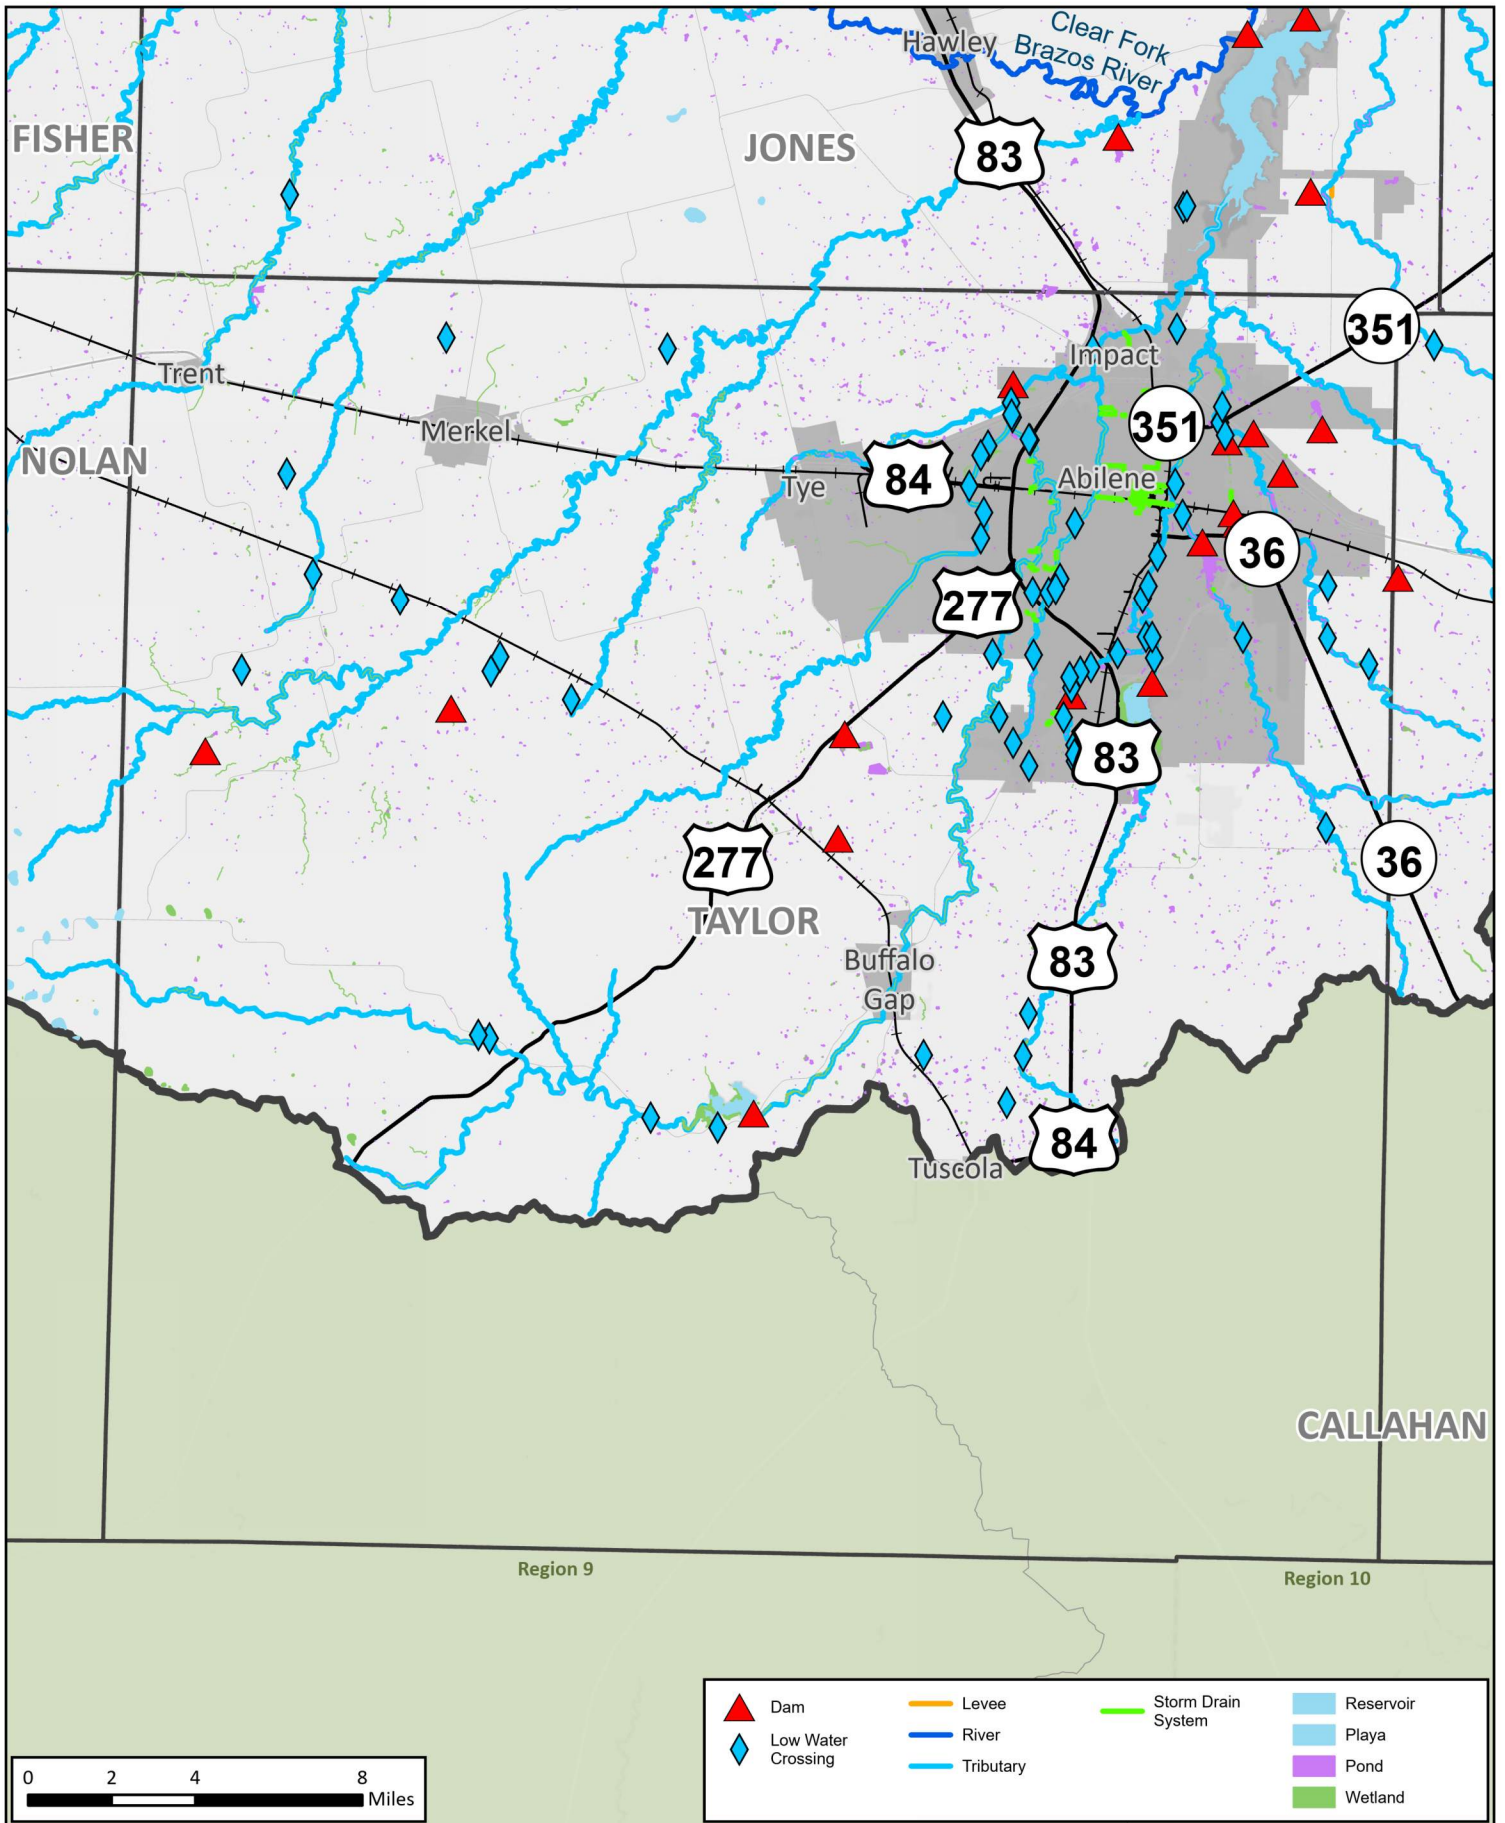 Hawley
Clear Fork
Brazos River
FISHER
JONES
83
351
Impact
Trent
Merkel
351
NOLAN
Tye
84
Abilene
36
277
83
277
36
TAYLOR
Buffalo
Gap
83
84
Tuscola
CALLAHAN
Region 9
Region 10
Dam
Low Water
Crossing
Levee
River
Tributary
Storm Drain
System
Reservoir
Playa
Pond
Wetland
0 2 4 8
Miles